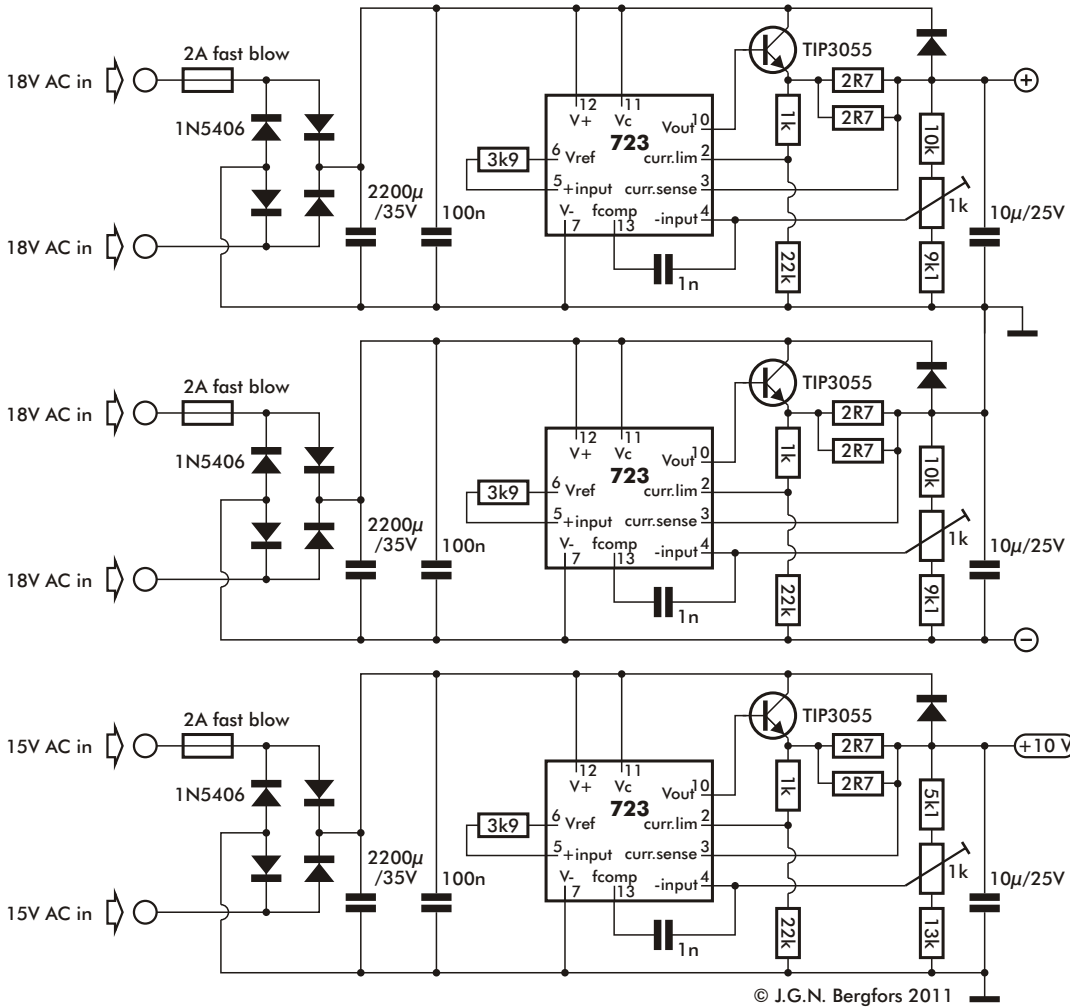 2A fast blow
18V AC in
1N5406
18V AC in
2200µ
/35V
100n
3k9
12
V+
11
Vc
723
Vout
10
6
Vref
curr.lim
2
5
+input
curr.sense
3
V-
7
fcomp
13
-input
4
1n
TIP3055
1k
22k
2R7
2R7
10k
1k
9k1
10µ/25V
+
2A fast blow
18V AC in
1N5406
18V AC in
2200µ
/35V
100n
3k9
12
V+
11
Vc
723
Vout
10
6
Vref
curr.lim
2
5
+input
curr.sense
3
V-
7
fcomp
13
-input
4
1n
TIP3055
1k
22k
2R7
2R7
10k
1k
9k1
10µ/25V
−
2A fast blow
15V AC in
1N5406
15V AC in
2200µ
/35V
100n
3k9
12
V+
11
Vc
723
Vout
10
6
Vref
curr.lim
2
5
+input
curr.sense
3
V-
7
fcomp
13
-input
4
1n
TIP3055
1k
22k
2R7
2R7
5k1
1k
13k
10µ/25V
+10 V
© J.G.N. Bergfors 2011